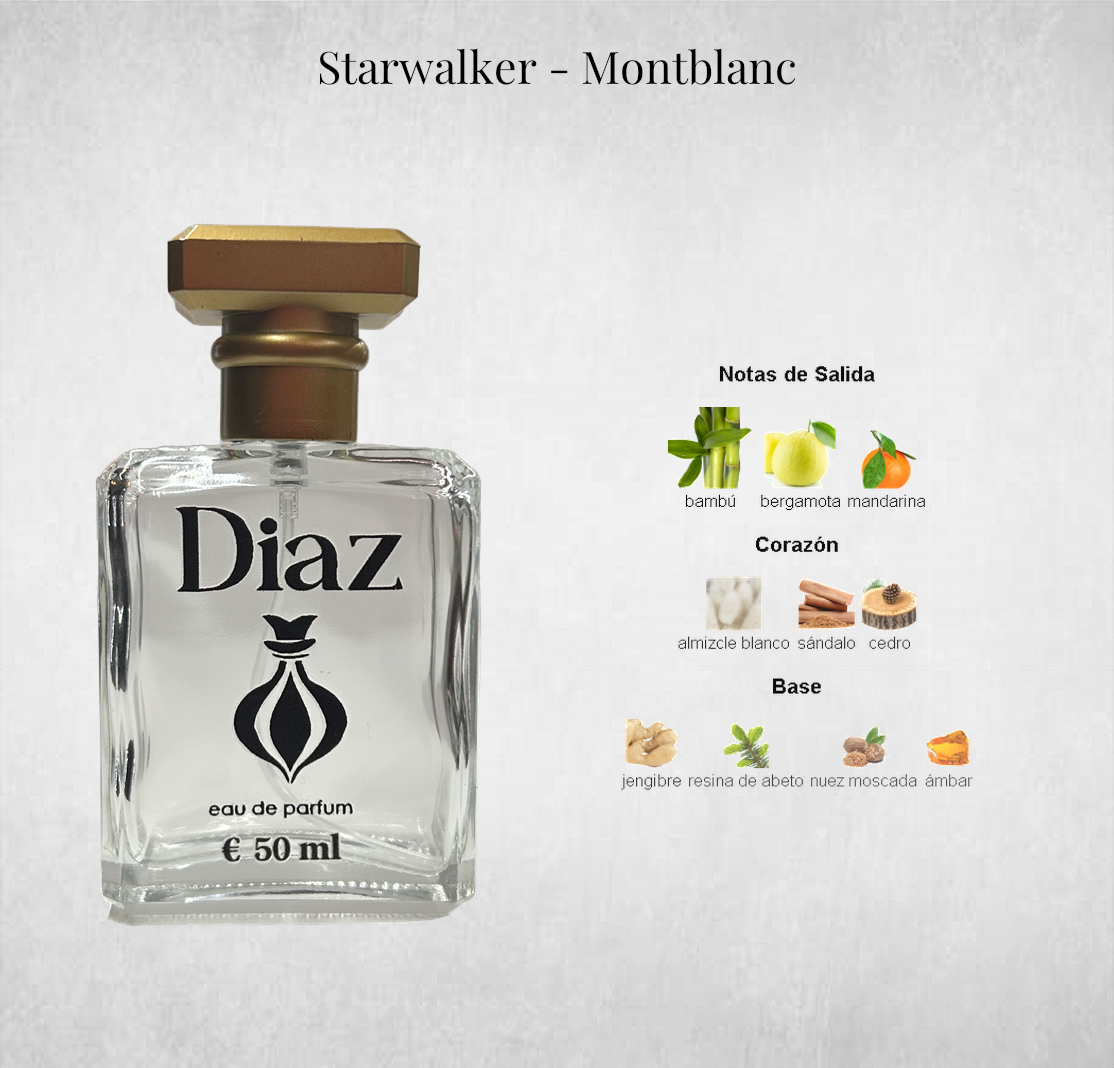 Starwalker - Montblanc
Diaz
eau de parfum
€ 50 ml
Notas de Salida
bambú bergamota mandarina
Corazón
almizcle blanco sándalo cedro
Base
jengibre resina de abeto nuez moscada ámbar